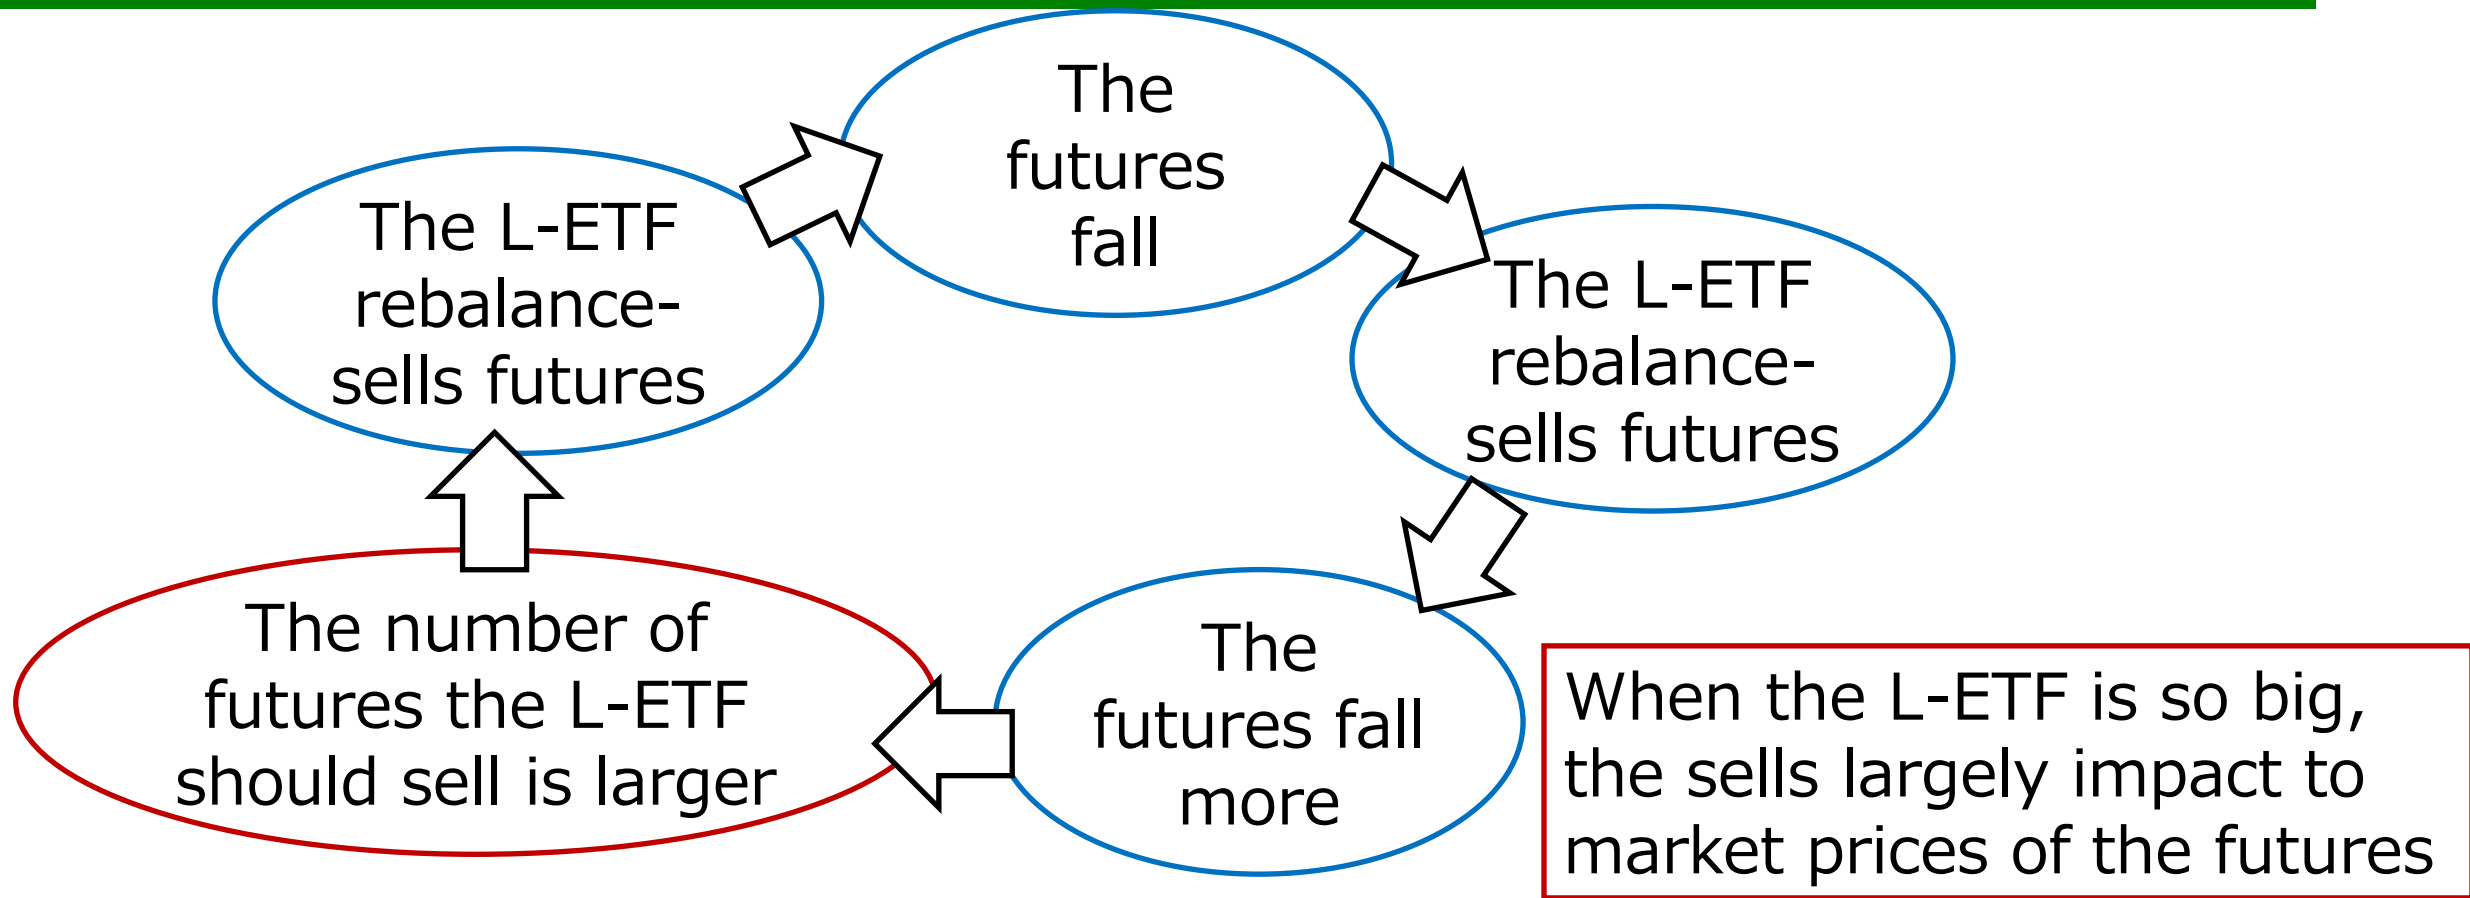 The
futures
fall
The L-ETF
rebalance-
sells futures
The L-ETF
rebalance-
sells futures
The number of
futures the L-ETF
should sell is larger
The
futures fall
more
When the L-ETF is so big,
the sells largely impact to
market prices of the futures